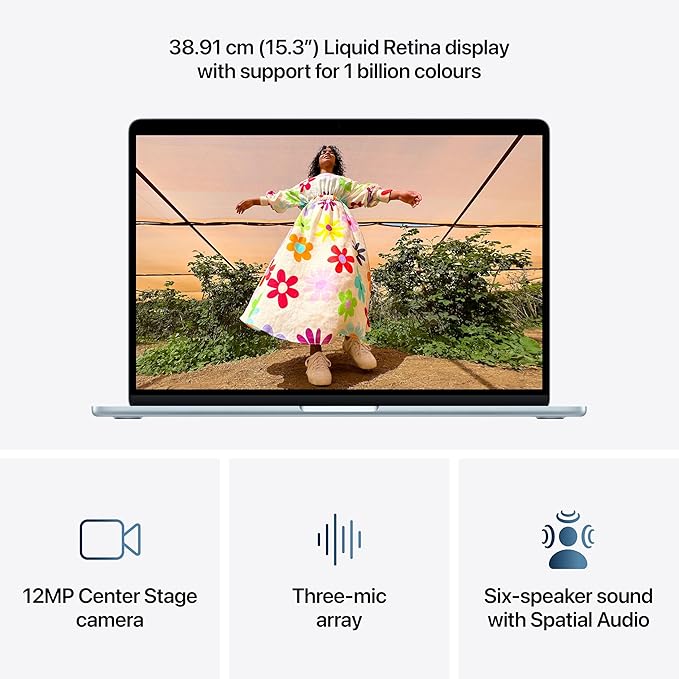 38.91 cm (15.3”) Liquid Retina display
with support for 1 billion colours
12MP Center Stage
camera
Three-mic
array
Six-speaker sound
with Spatial Audio